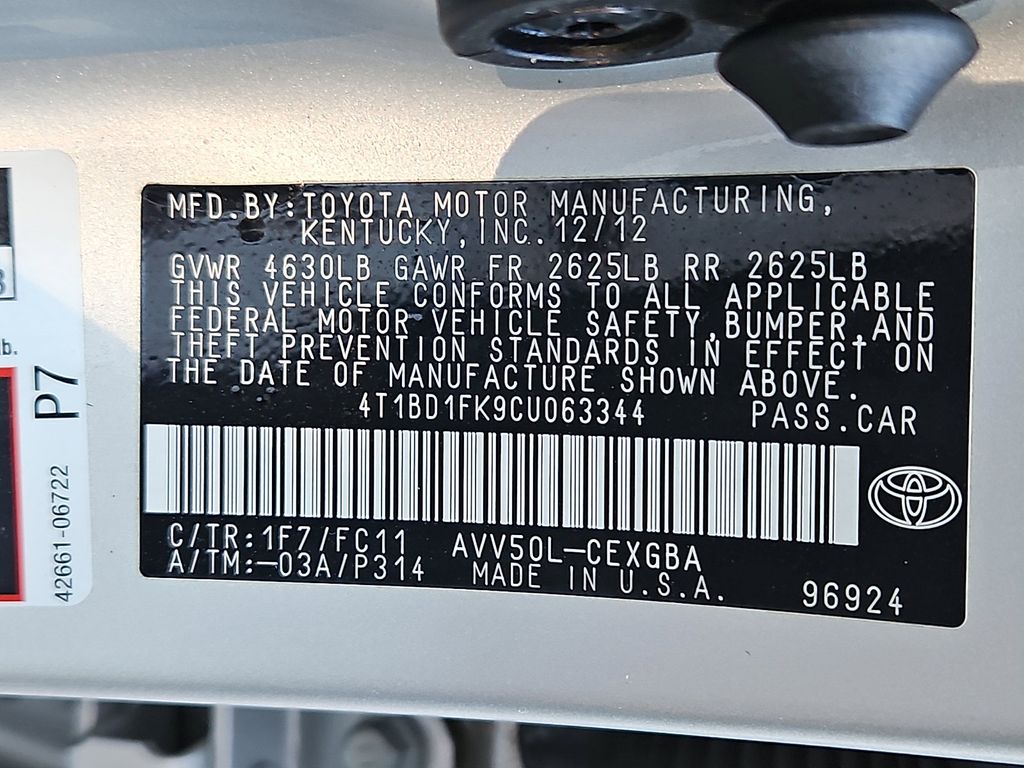 MFD.BY:TOYOTA MOTOR MANUFACTURING,
KENTUCKY,INC.12/12
GVWR 4630LB GAWR FR 2625LB RR 2625LB
THIS VEHICLE CONFORMS TO ALL APPLICABLE
FEDERAL MOTOR VEHICLE SAFETY,BUMPER,AND
THEFT PREVENTION STANDARDS IN EFFECT ON
THE DATE OF MANUFACTURE SHOWN ABOVE.
4T1BD1FK9CU063344 PASS.CAR
C/TR:1F7/FC11 AVV50L-CEXGBA
A/TM:-03A/P314 MADE IN U.S.A. 96924
P7
42661-06722